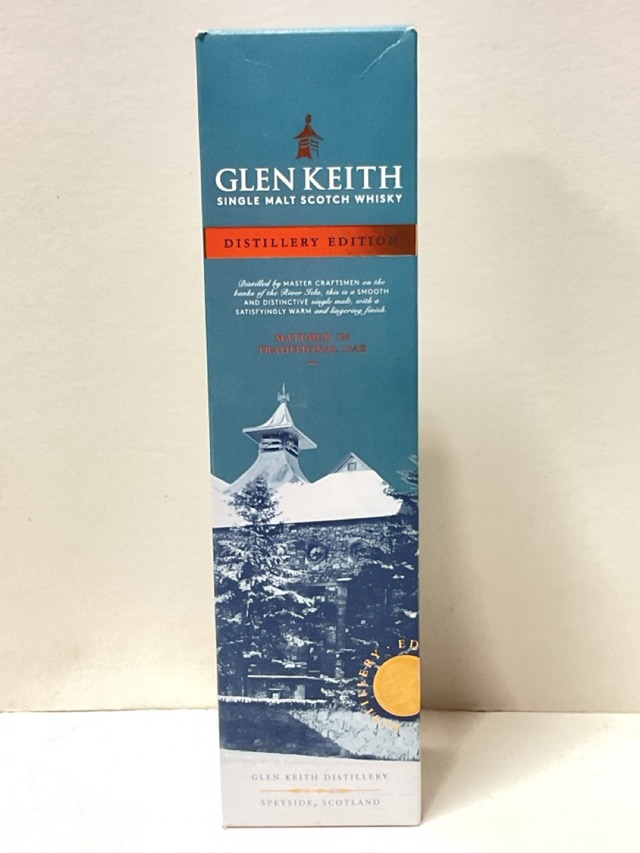 GLEN KEITH
SINGLE MALT SCOTCH WHISKY
DISTILLERY EDITION
Distilled by MASTER CRAFTSMEN on the
banks of the River Isla, this is a SMOOTH
AND DISTINCTIVE single malt, with a
SATISFYINGLY WARM and lingering finish.
MATURED IN
TRADITIONAL OAK
DISTILLERY · ED
GLEN KEITH DISTILLERY
SPEYSIDE, SCOTLAND